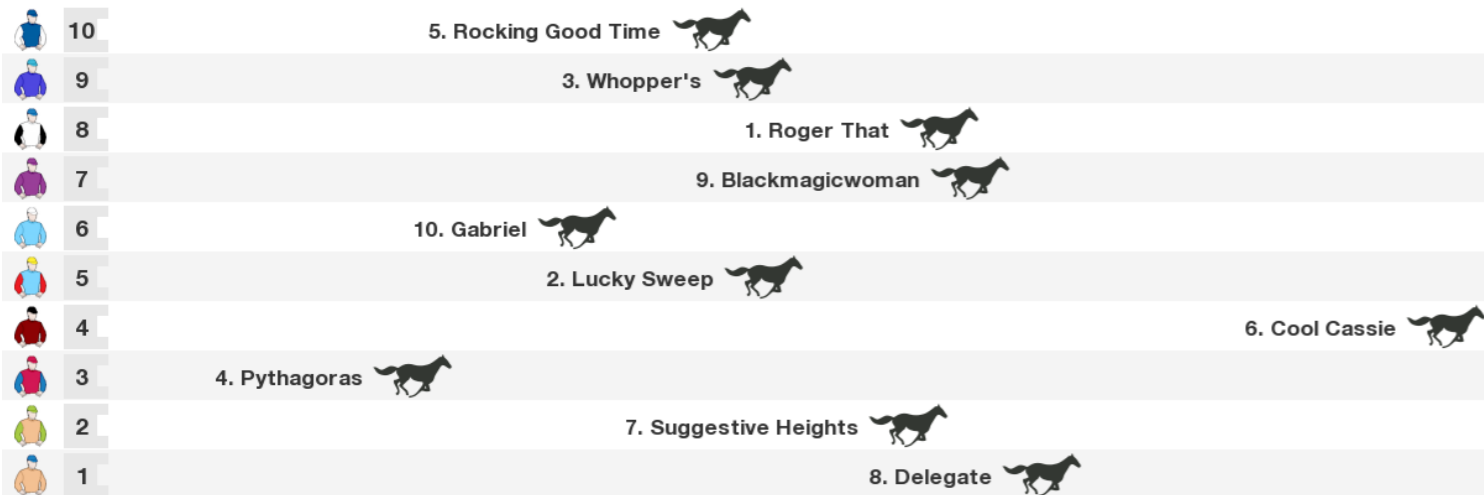 10 5. Rocking Good Time
9 3. Whopper's
8 1. Roger That
7 9. Blackmagicwoman
6 10. Gabriel
5 2. Lucky Sweep
4 6. Cool Cassie
3 4. Pythagoras
2 7. Suggestive Heights
1 8. Delegate